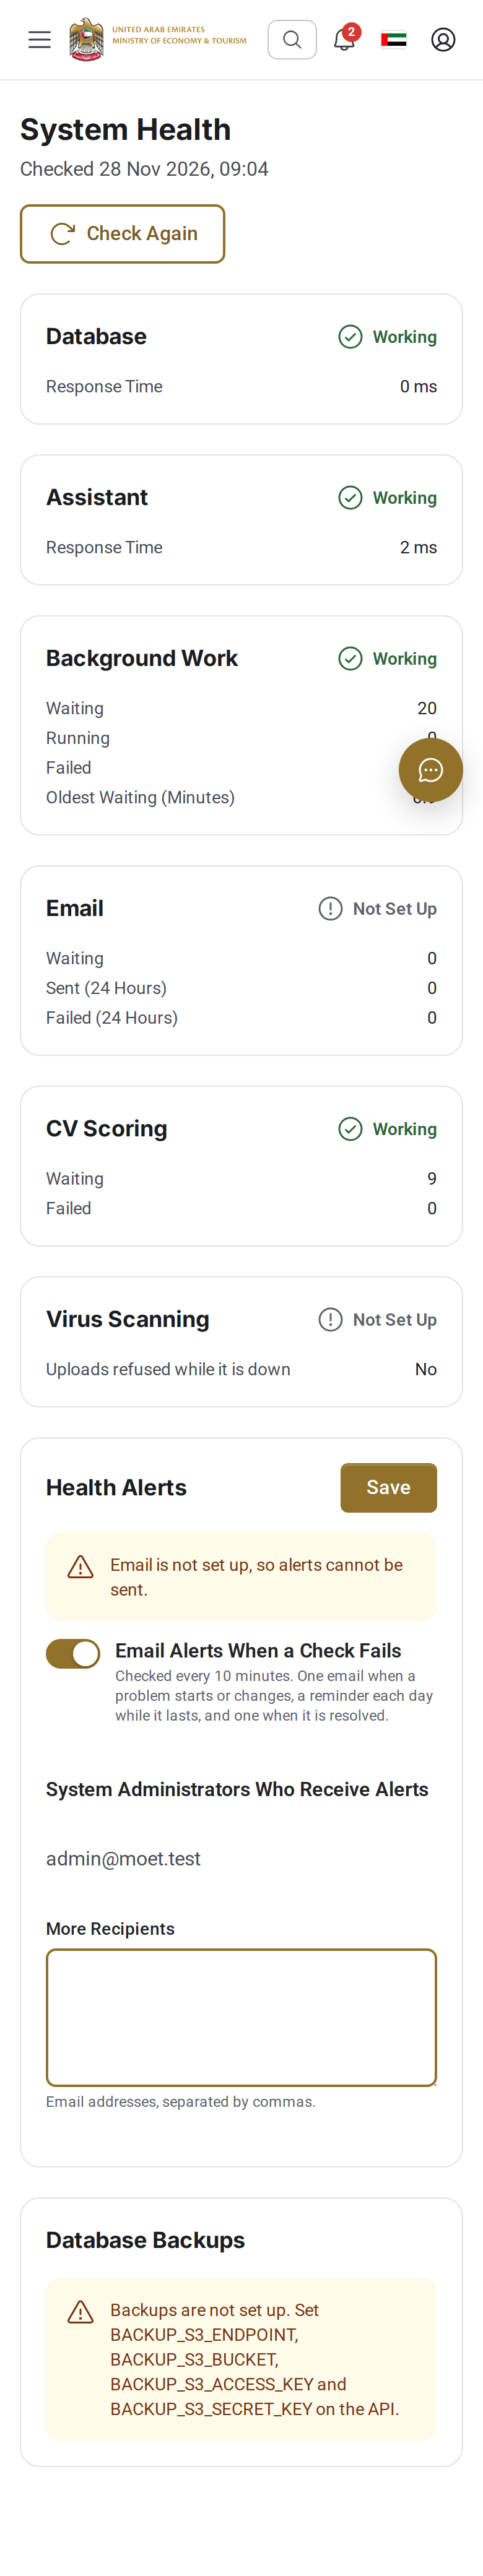 UNITED ARAB EMIRATES
MINISTRY OF ECONOMY & TOURISM
2
System Health
Checked 28 Nov 2026, 09:04
Check Again
Database
Working
Response Time
0 ms
Assistant
Working
Response Time
2 ms
Background Work
Working
Waiting
20
Running
Failed
Oldest Waiting (Minutes)
Email
Not Set Up
Waiting
0
Sent (24 Hours)
0
Failed (24 Hours)
0
CV Scoring
Working
Waiting
9
Failed
0
Virus Scanning
Not Set Up
Uploads refused while it is down
No
Health Alerts
Save
Email is not set up, so alerts cannot be
sent.
Email Alerts When a Check Fails
Checked every 10 minutes. One email when a
problem starts or changes, a reminder each day
while it lasts, and one when it is resolved.
System Administrators Who Receive Alerts
admin@moet.test
More Recipients
Email addresses, separated by commas.
Database Backups
Backups are not set up. Set
BACKUP_S3_ENDPOINT,
BACKUP_S3_BUCKET,
BACKUP_S3_ACCESS_KEY and
BACKUP_S3_SECRET_KEY on the API.